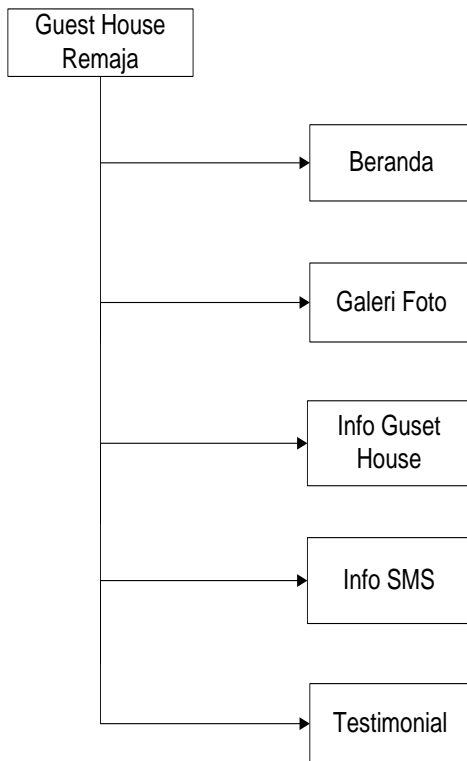 Guest House
Remaja
Beranda
Galeri Foto
Info Guset
House
Info SMS
Testimonial